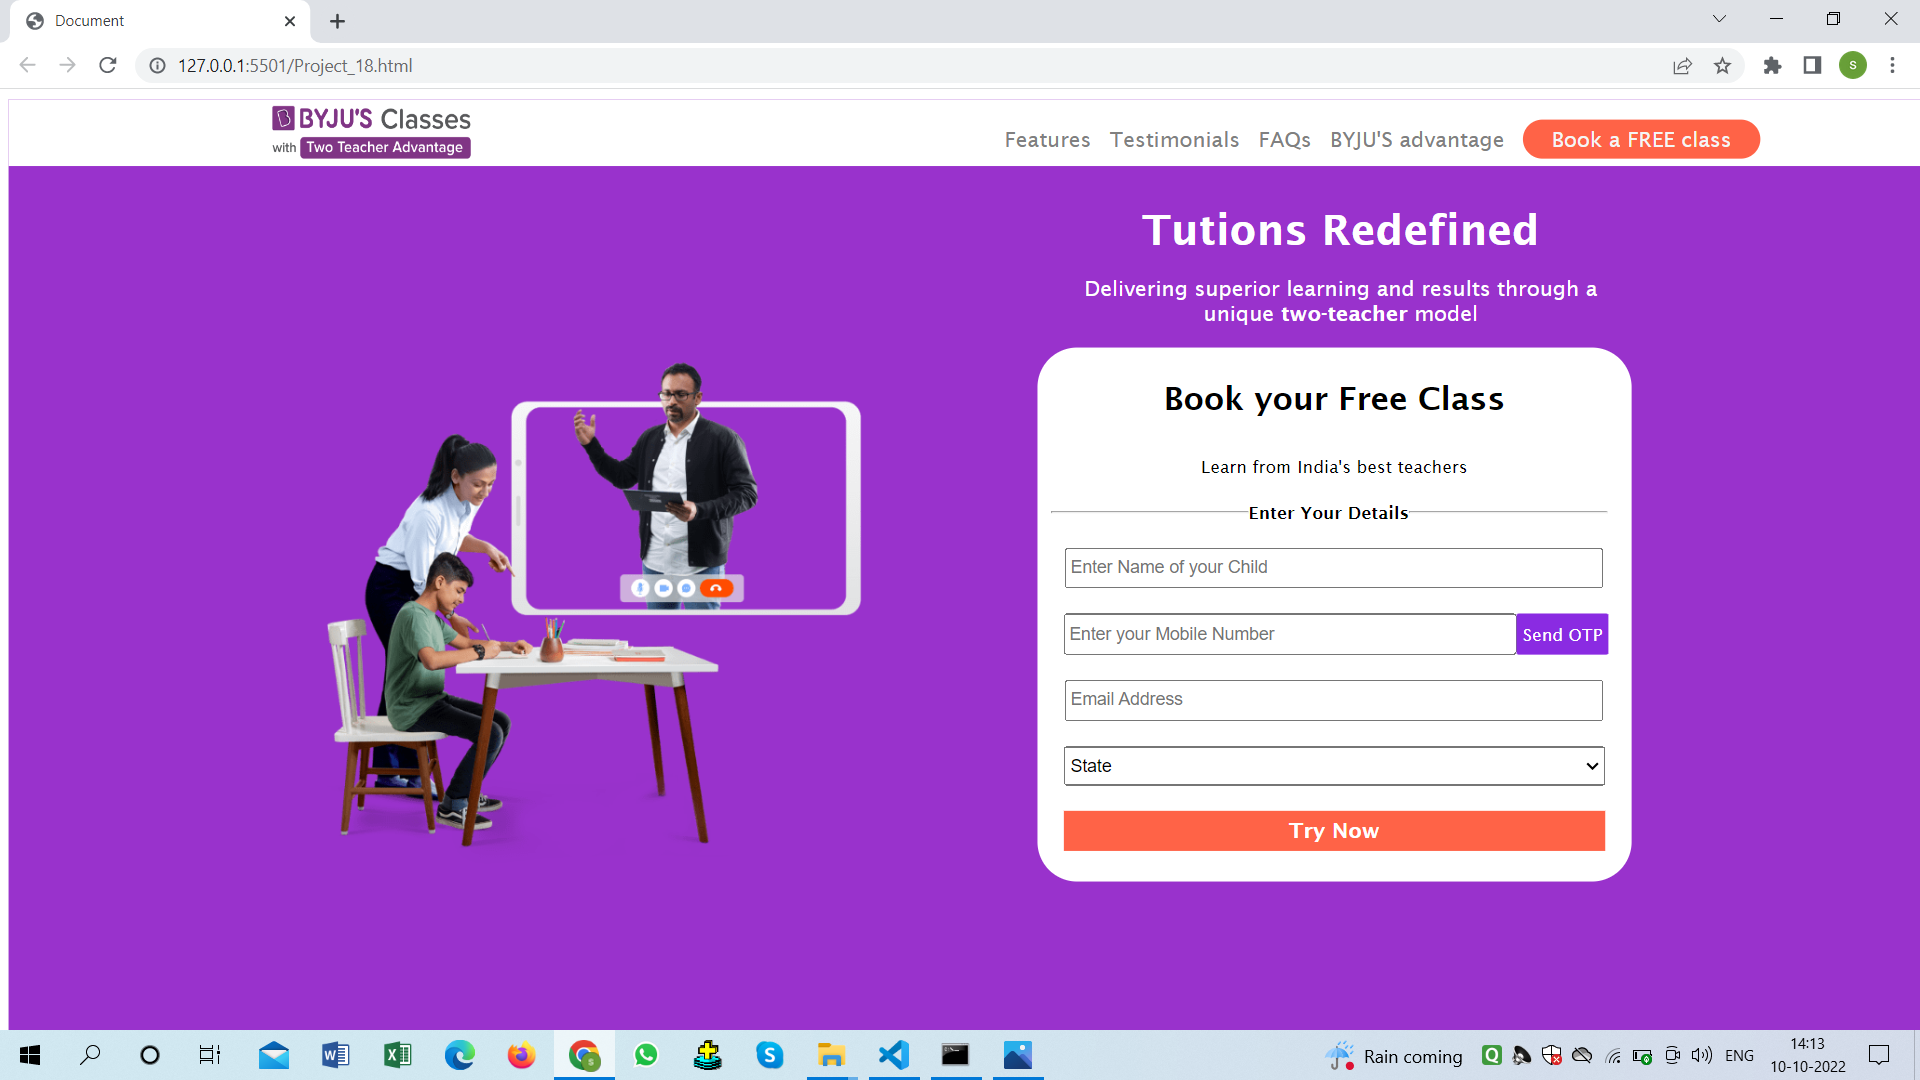 Document
127.0.0.1:5501/Project_18.html
S
BYJU'S Classes
with Two Teacher Advantage
Features Testimonials FAQs BYJU'S advantage Book a FREE class
Tutions Redefined
Delivering superior learning and results through a
unique two-teacher model
Book your Free Class
Learn from India's best teachers
Enter Your Details
Enter Name of your Child
Enter your Mobile Number Send OTP
Email Address
State
Try Now
Rain coming
ENG
14:13
10-10-2022